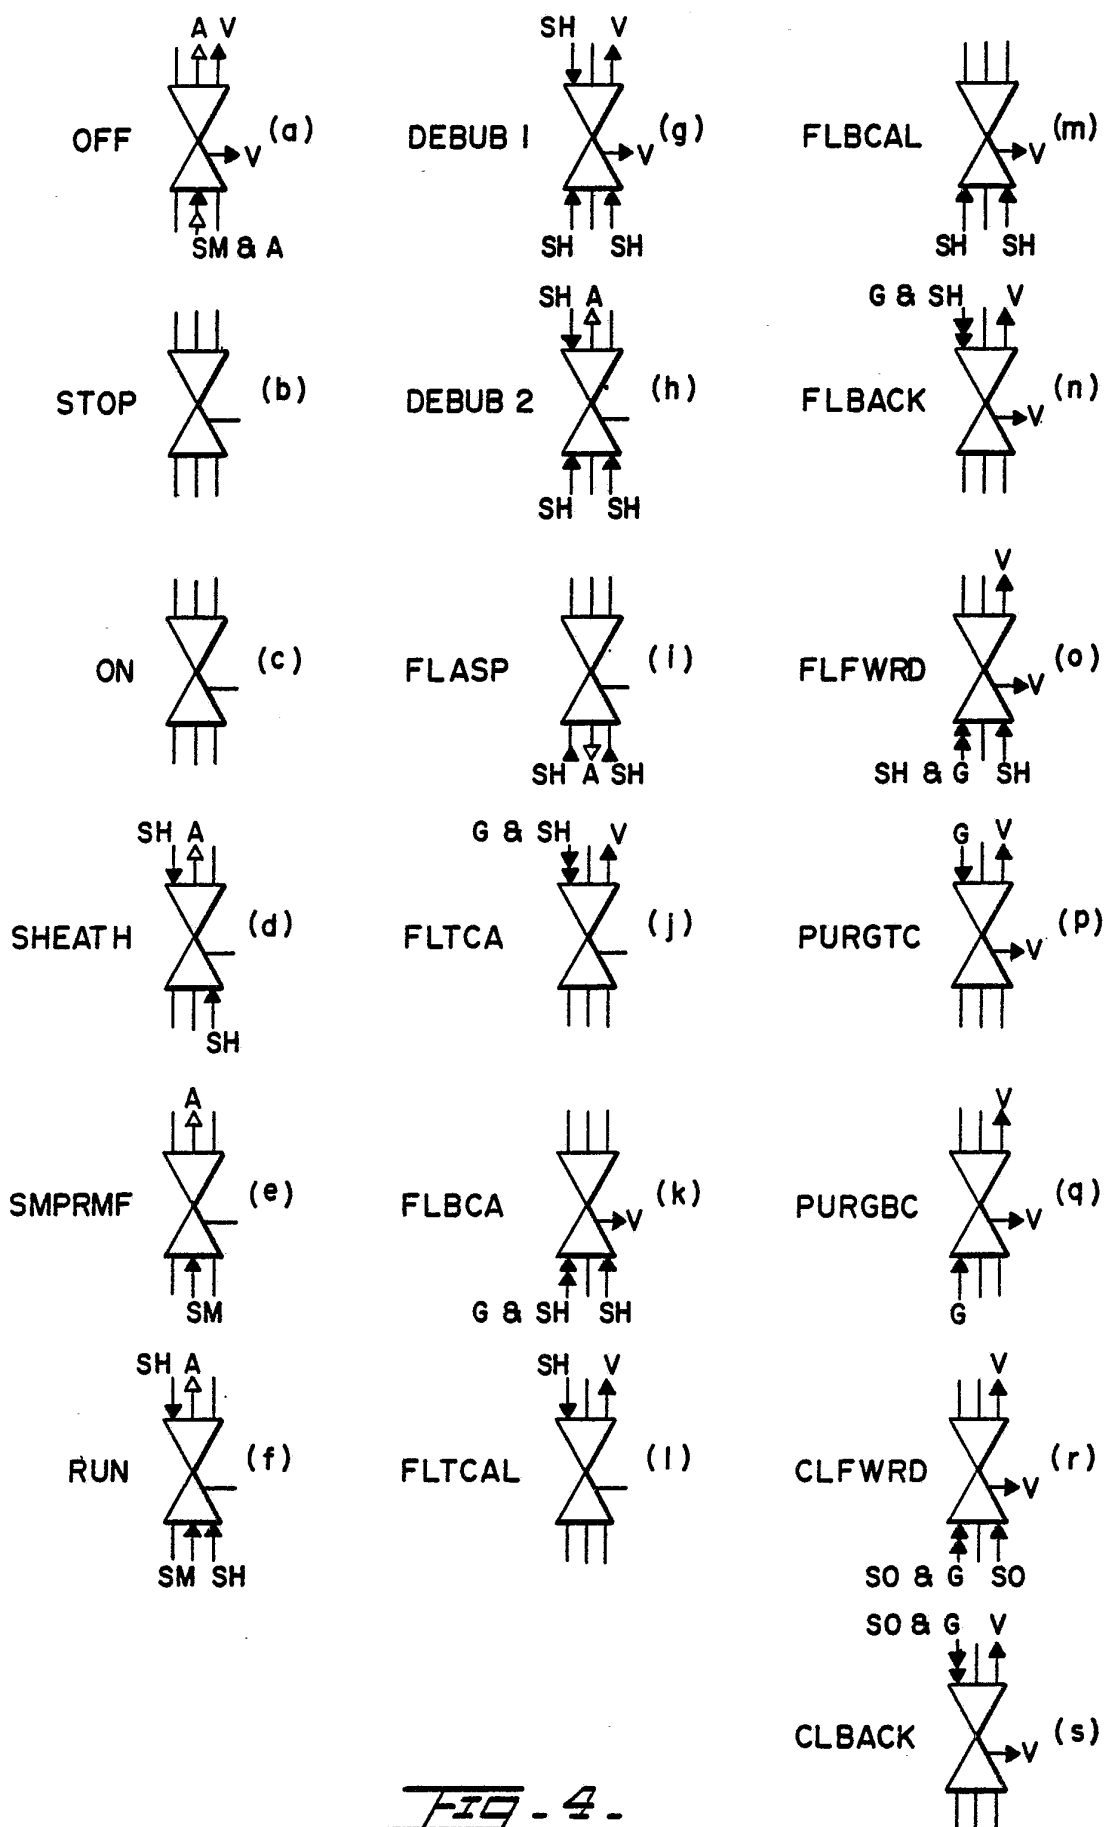 A V
OFF
(a)
V
SM & A
STOP
(b)
ON
(c)
SH A
SHEATH
(d)
SH
A
SMPRMF
(e)
SM
SH A
RUN
(f)
SM SH
SH V
DEBUB 1
(g)
V
SH SH
SH A
DEBUB 2
(h)
SH SH
FLASP
(i)
SH A SH
G & SH V
FLTCA
(j)
FLBCA
(k)
V
G & SH SH
SH V
FLTCAL
(l)
FLBCAL
(m)
V
SH SH
G & SH V
FLBACK
(n)
V
V
FLFWRD
(o)
V
SH & G SH
G V
PURGTC
(p)
V
V
PURGBC
(q)
V
G
V
CLFWRD
(r)
V
SO & G SO
SO & G V
CLBACK
(s)
V
FIG - 4 -